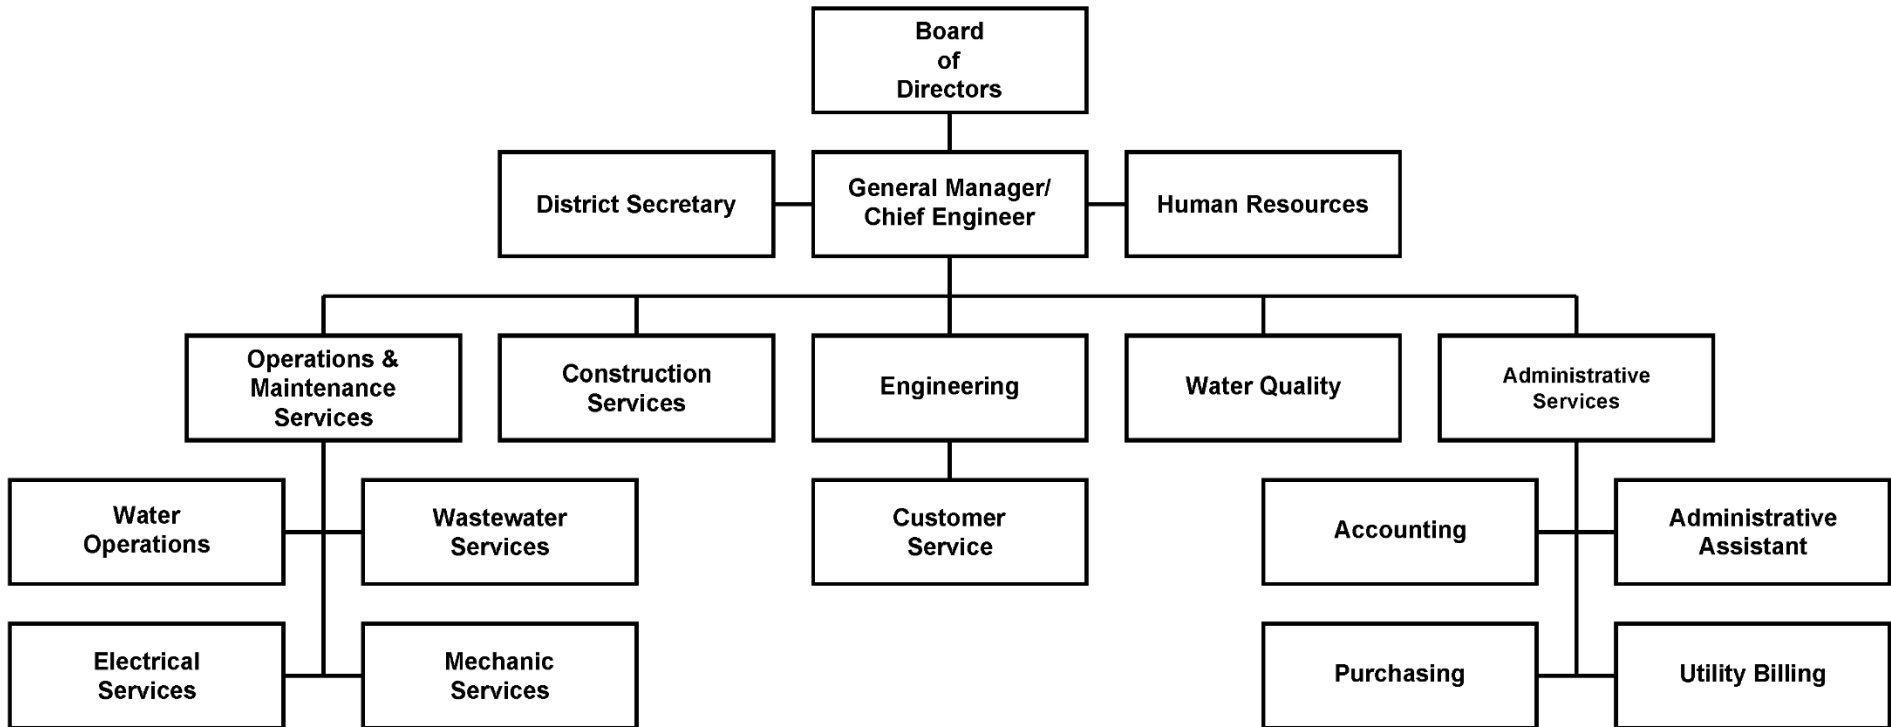 Board
of
Directors
District Secretary
General Manager/
Chief Engineer
Human Resources
Operations &
Maintenance
Services
Construction
Services
Engineering
Water Quality
Administrative
Services
Water
Operations
Wastewater
Services
Customer
Service
Accounting
Administrative
Assistant
Electrical
Services
Mechanic
Services
Purchasing
Utility Billing